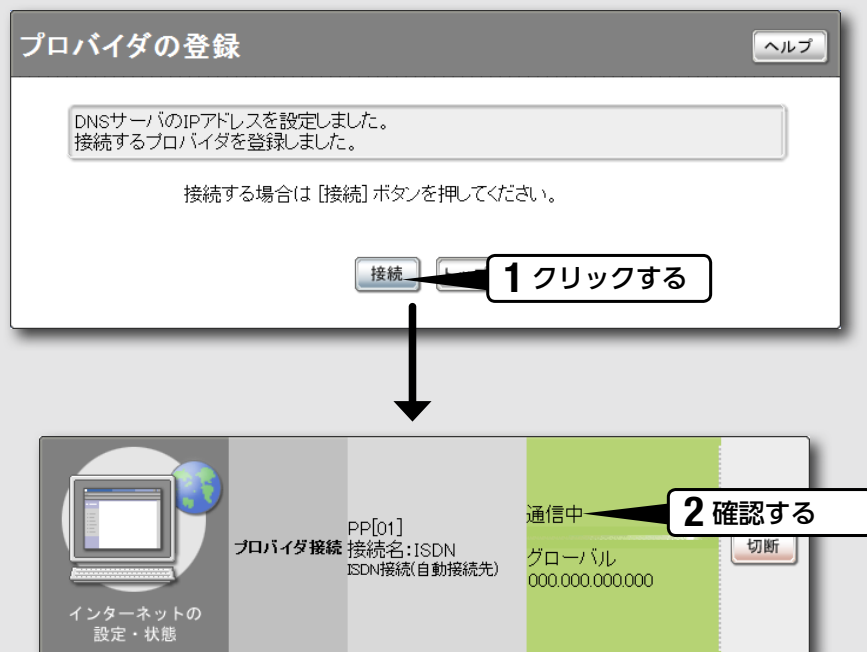 プロバイダの登録
ヘルプ
DNSサーバのIPアドレスを設定しました。
接続するプロバイダを登録しました。
接続する場合は [接続] ボタンを押してください。
接続
1 クリックする
プロバイダ接続
PP[01]
接続名:ISDN
ISDN接続(自動接続先)
通信中
2 確認する
グローバル
000.000.000.000
切断
インターネットの
設定・状態